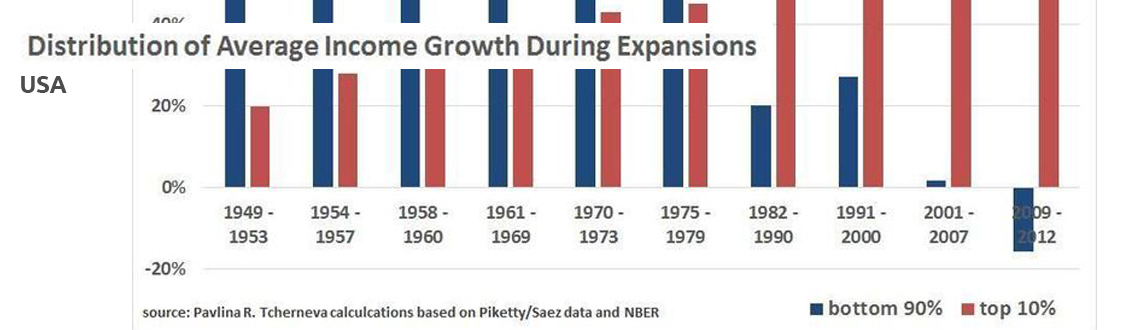 40%
Distribution of Average Income Growth During Expansions
USA
20%
0%
1949 - 1954 - 1958 - 1961 - 1970 - 1975 - 1982 - 1991 - 2001 - 2009 -
1953 1957 1960 1969 1973 1979 1990 2000 2007 2012
-20%
source: Pavlina R. Tcherneva calculcations based on Piketty/Saez data and NBER
bottom 90% top 10%